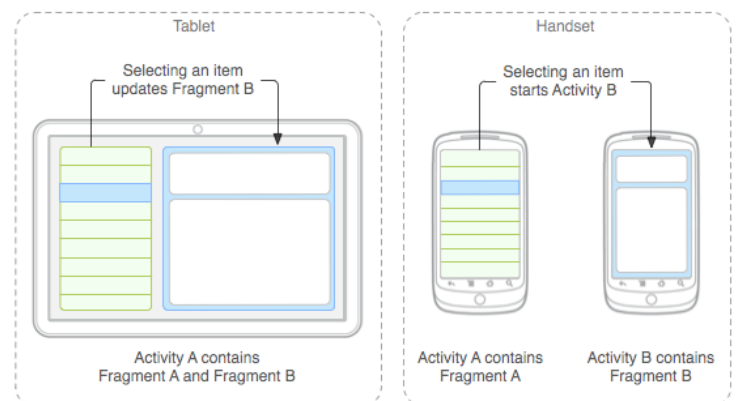 Tablet
Selecting an item
updates Fragment B
Activity A contains
Fragment A and Fragment B
Handset
Selecting an item
starts Activity B
Activity A contains
Fragment A
Activity B contains
Fragment B